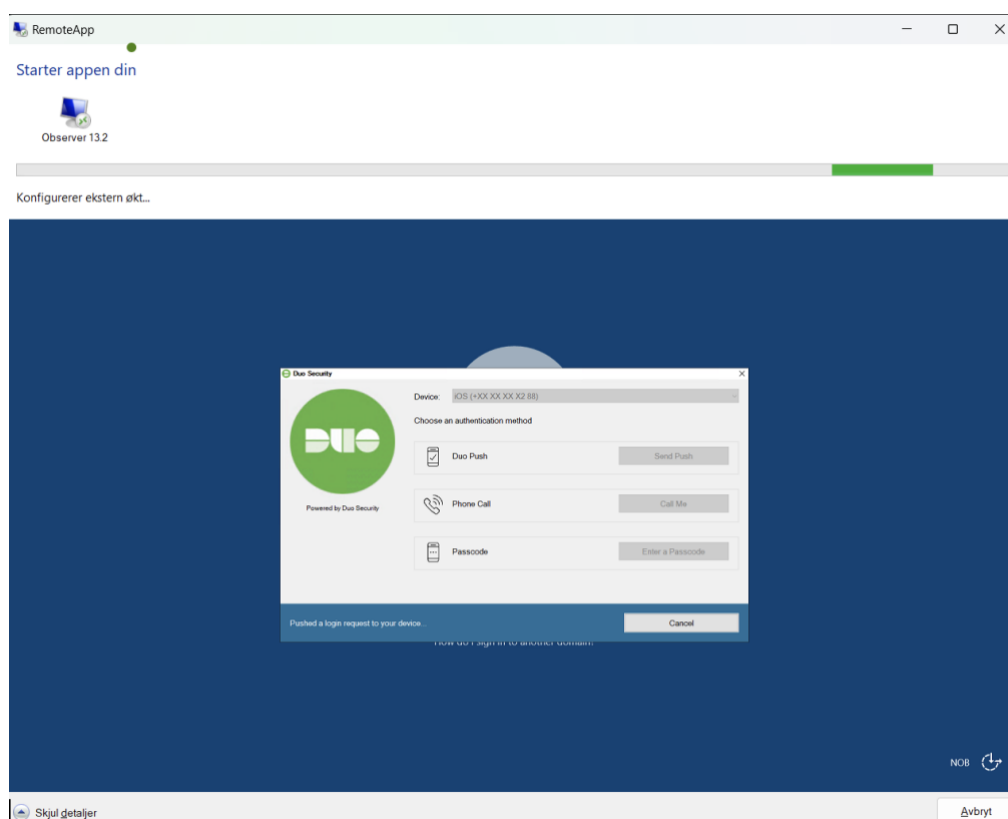 RemoteApp
Starter appen din
Observer 13.2
Konfigurerer ekstern økt...
Duo Security
Device: iOS (+XX XX XX X2 88)
Choose an authentication method
DUO
Duo Push Send Push
Powered by Duo Security
Phone Call Call Me
Passcode Enter a Passcode
Pushed a login request to your device... Cancel
How do I sign in to another domain?
NOB
Skjul detaljer Avbryt